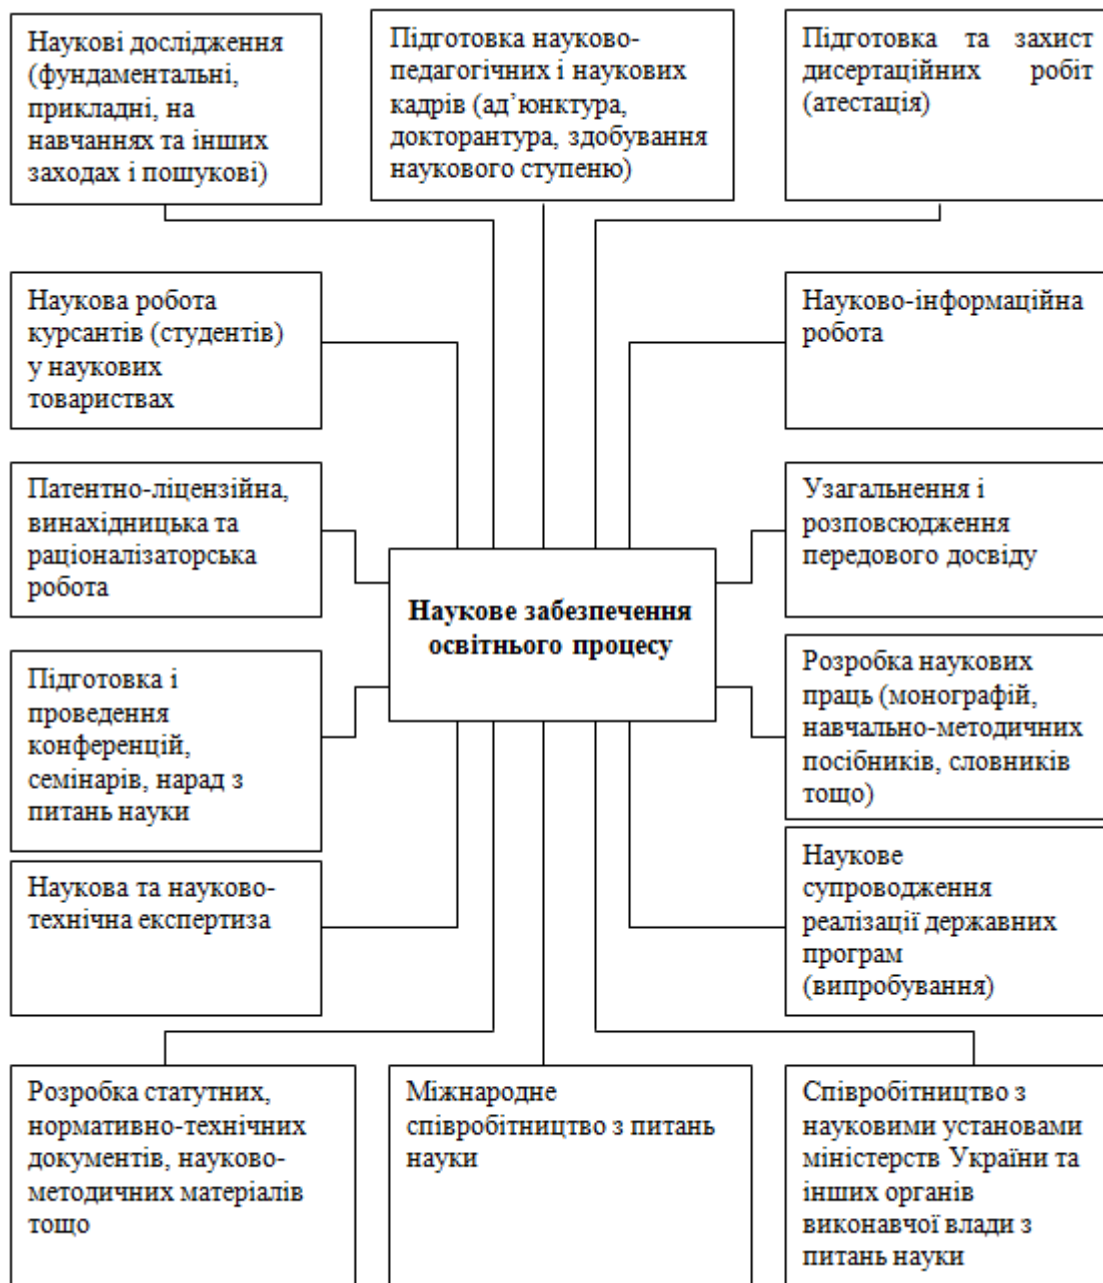 Наукові дослідження
(фундаментальні,
прикладні, на
навчаннях та інших
заходах і пошукові)
Підготовка науково-
педагогічних і наукових
кадрів (ад’юнктура,
докторантура, здобування
наукового ступеню)
Підготовка та захист
дисертаційних робіт
(атестація)
Наукова робота
курсантів (студентів)
у наукових
товариствах
Науково-інформаційна
робота
Патентно-ліцензійна,
винахідницька та
раціоналізаторська
робота
Узагальнення і
розповсюдження
передового досвіду
Наукове забезпечення
освітнього процесу
Підготовка і
проведення
конференцій,
семінарів, нарад з
питань науки
Розробка наукових
праць (монографій,
навчально-методичних
посібників, словників
тощо)
Наукова та науково-
технічна експертиза
Наукове
супроводження
реалізації державних
програм
(випробування)
Розробка статутних,
нормативно-технічних
документів, науково-
методичних матеріалів
тощо
Міжнародне
співробітництво з питань
науки
Співробітництво з
науковими установами
міністерств України та
інших органів
виконавчої влади з
питань науки